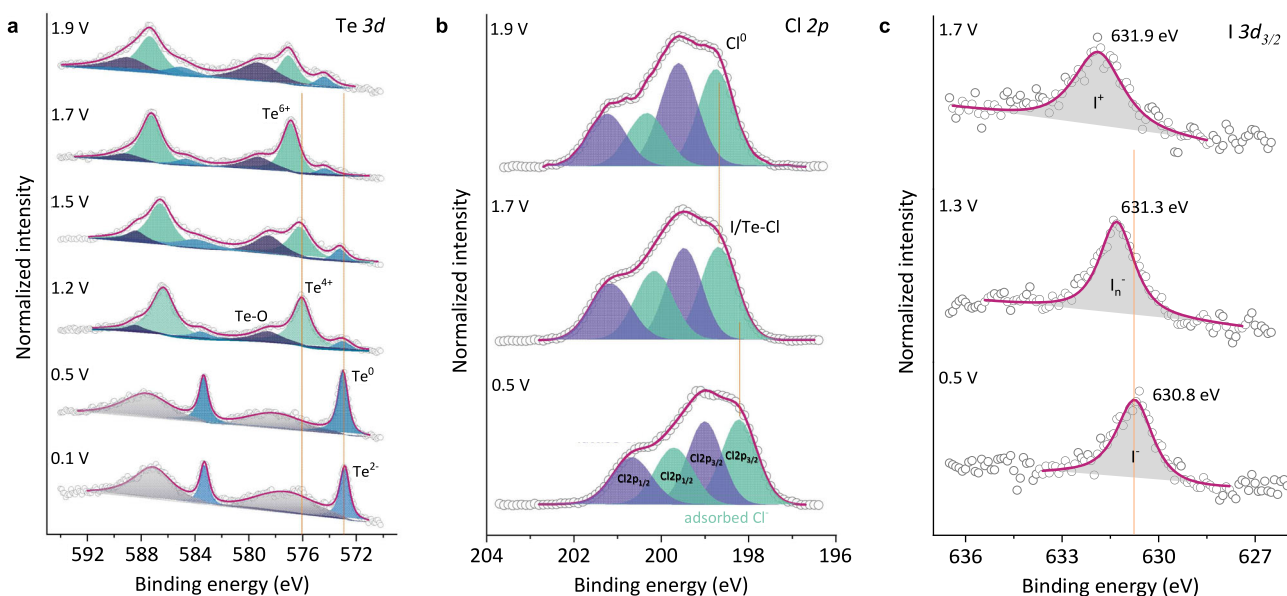 a
Te 3d
1.9 V
1.7 V
Te6+
1.5 V
1.2 V
Te4+
Te-O
0.5 V
Te0
0.1 V
Te2-
Normalized intensity
592 588 584 580 576 572
Binding energy (eV)
b
Cl 2p
1.9 V
Cl0
1.7 V
I/Te-Cl
0.5 V
Cl2p1/2
Cl2p1/2
Cl2p3/2
Cl2p3/2
adsorbed Cl-
Normalized intensity
204 202 200 198 196
Binding energy (eV)
c
I 3d3/2
1.7 V
631.9 eV
I+
1.3 V
631.3 eV
In-
0.5 V
630.8 eV
I-
Normalized intensity
636 633 630 627
Binding energy (eV)